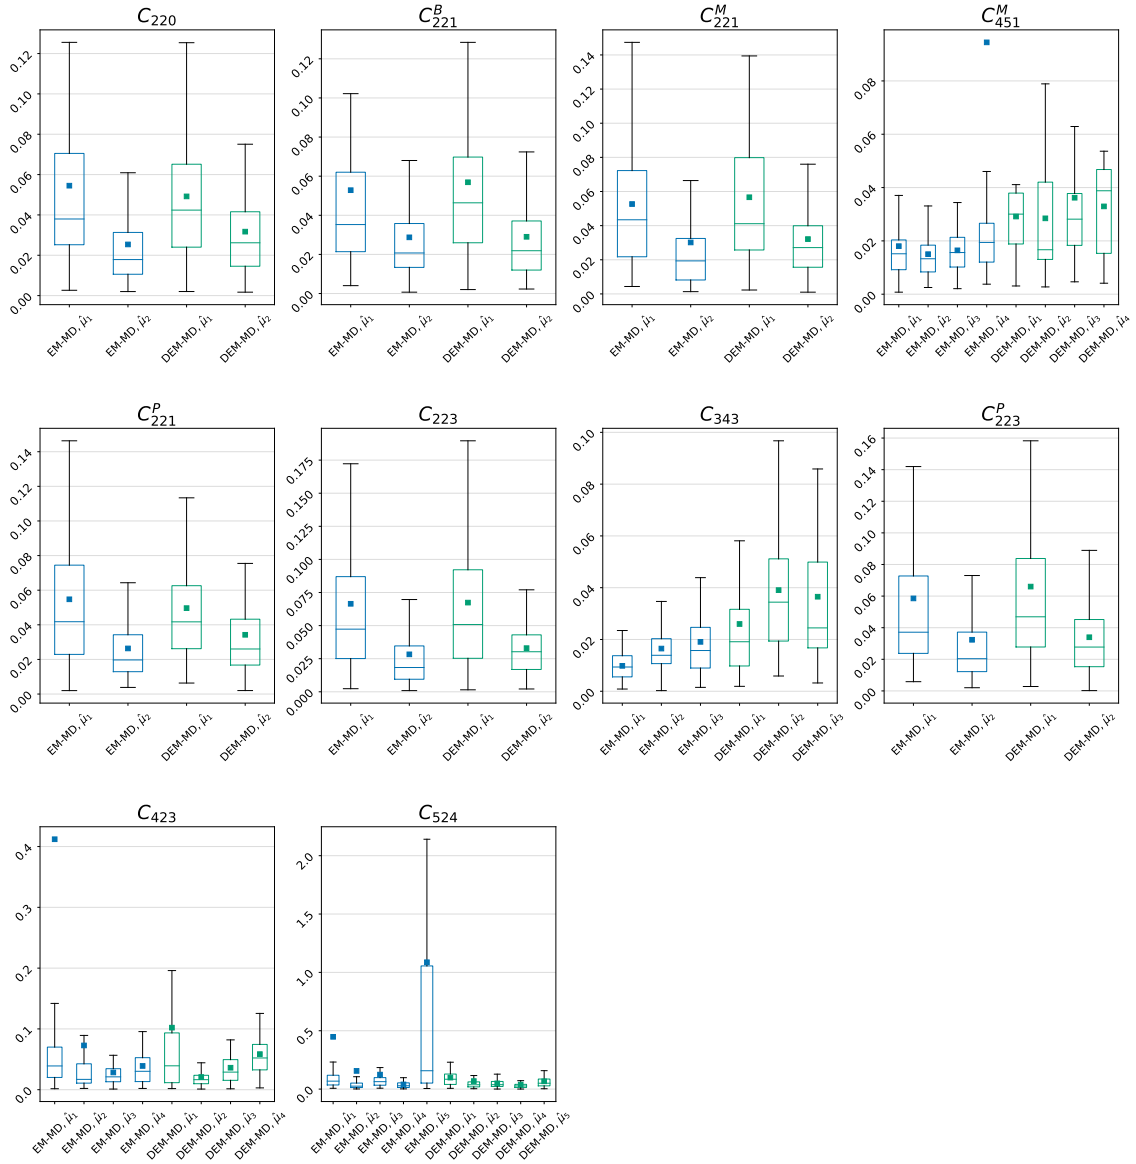 C₂₂₀
0.12
0.10
0.08
0.06
0.04
0.02
0.00
EM-MD, μ̂₁
EM-MD, μ̂₂
DEM-MD, μ̂₁
DEM-MD, μ̂₂
C^B_221
0.12
0.10
0.08
0.06
0.04
0.02
0.00
EM-MD, μ̂₁
EM-MD, μ̂₂
DEM-MD, μ̂₁
DEM-MD, μ̂₂
C^M_221
0.14
0.12
0.10
0.08
0.06
0.04
0.02
0.00
EM-MD, μ̂₁
EM-MD, μ̂₂
DEM-MD, μ̂₁
DEM-MD, μ̂₂
C^M_451
0.08
0.06
0.04
0.02
0.00
EM-MD, μ̂₁
EM-MD, μ̂₂
EM-MD, μ̂₃
EM-MD, μ̂₄
DEM-MD, μ̂₁
DEM-MD, μ̂₂
DEM-MD, μ̂₃
DEM-MD, μ̂₄
C^P_221
0.14
0.12
0.10
0.08
0.06
0.04
0.02
0.00
EM-MD, μ̂₁
EM-MD, μ̂₂
DEM-MD, μ̂₁
DEM-MD, μ̂₂
C₂₂₃
0.175
0.150
0.125
0.100
0.075
0.050
0.025
0.000
EM-MD, μ̂₁
EM-MD, μ̂₂
DEM-MD, μ̂₁
DEM-MD, μ̂₂
C₃₄₃
0.10
0.08
0.06
0.04
0.02
0.00
EM-MD, μ̂₁
EM-MD, μ̂₂
EM-MD, μ̂₃
DEM-MD, μ̂₁
DEM-MD, μ̂₂
DEM-MD, μ̂₃
C^P_223
0.16
0.14
0.12
0.10
0.08
0.06
0.04
0.02
0.00
EM-MD, μ̂₁
EM-MD, μ̂₂
DEM-MD, μ̂₁
DEM-MD, μ̂₂
C₄₂₃
0.4
0.3
0.2
0.1
0.0
EM-MD, μ̂₁
EM-MD, μ̂₂
EM-MD, μ̂₃
EM-MD, μ̂₄
DEM-MD, μ̂₁
DEM-MD, μ̂₂
DEM-MD, μ̂₃
DEM-MD, μ̂₄
C₅₂₄
2.0
1.5
1.0
0.5
0.0
EM-MD, μ̂₁
EM-MD, μ̂₂
EM-MD, μ̂₃
EM-MD, μ̂₄
EM-MD, μ̂₅
DEM-MD, μ̂₁
DEM-MD, μ̂₂
DEM-MD, μ̂₃
DEM-MD, μ̂₄
DEM-MD, μ̂₅